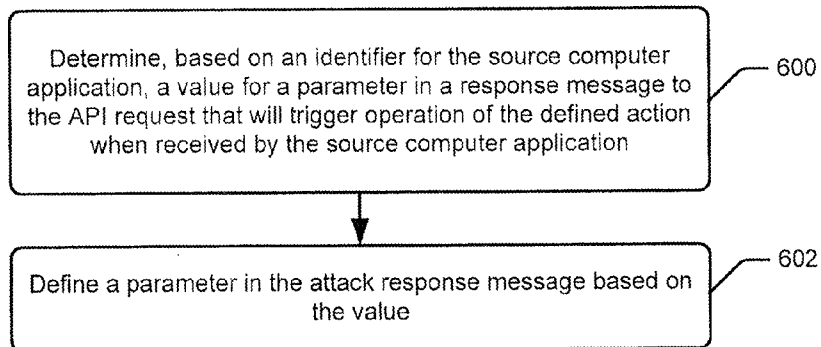 Determine, based on an identifier for the source computer
application, a value for a parameter in a response message to
the API request that will trigger operation of the defined action
when received by the source computer application
600
Define a parameter in the attack response message based on
the value
602